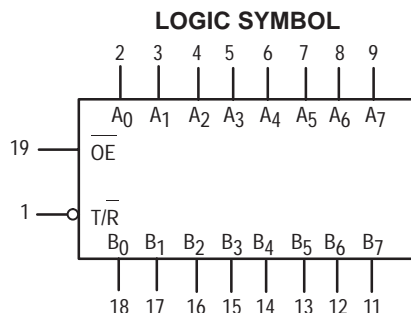 LOGIC SYMBOL
2 3 4 5 6 7 8 9
A0 A1 A2 A3 A4 A5 A6 A7
19 O̅E̅
1 T/R̅
B0 B1 B2 B3 B4 B5 B6 B7
18 17 16 15 14 13 12 11